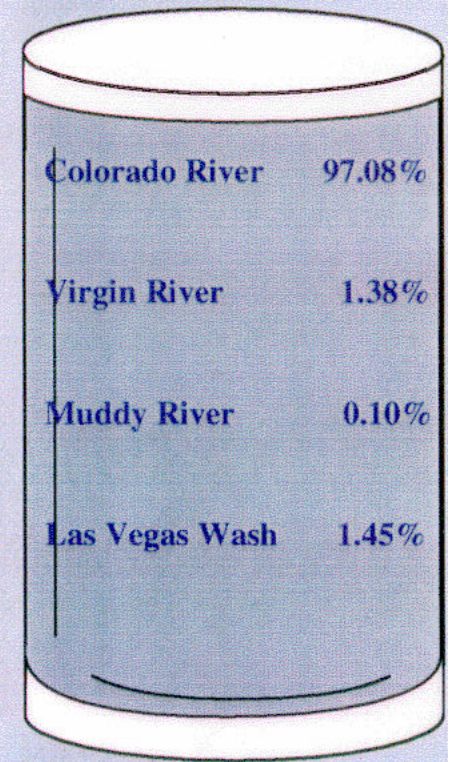 Colorado River 97.08%
Virgin River 1.38%
Muddy River 0.10%
Las Vegas Wash 1.45%